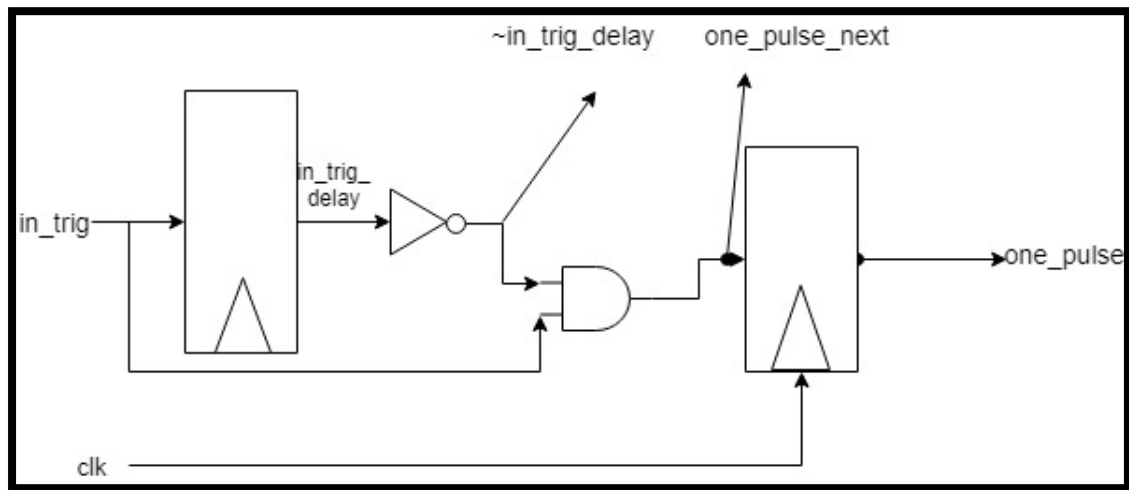 ~in_trig_delay
one_pulse_next
in_trig_
delay
in_trig
one_pulse
clk